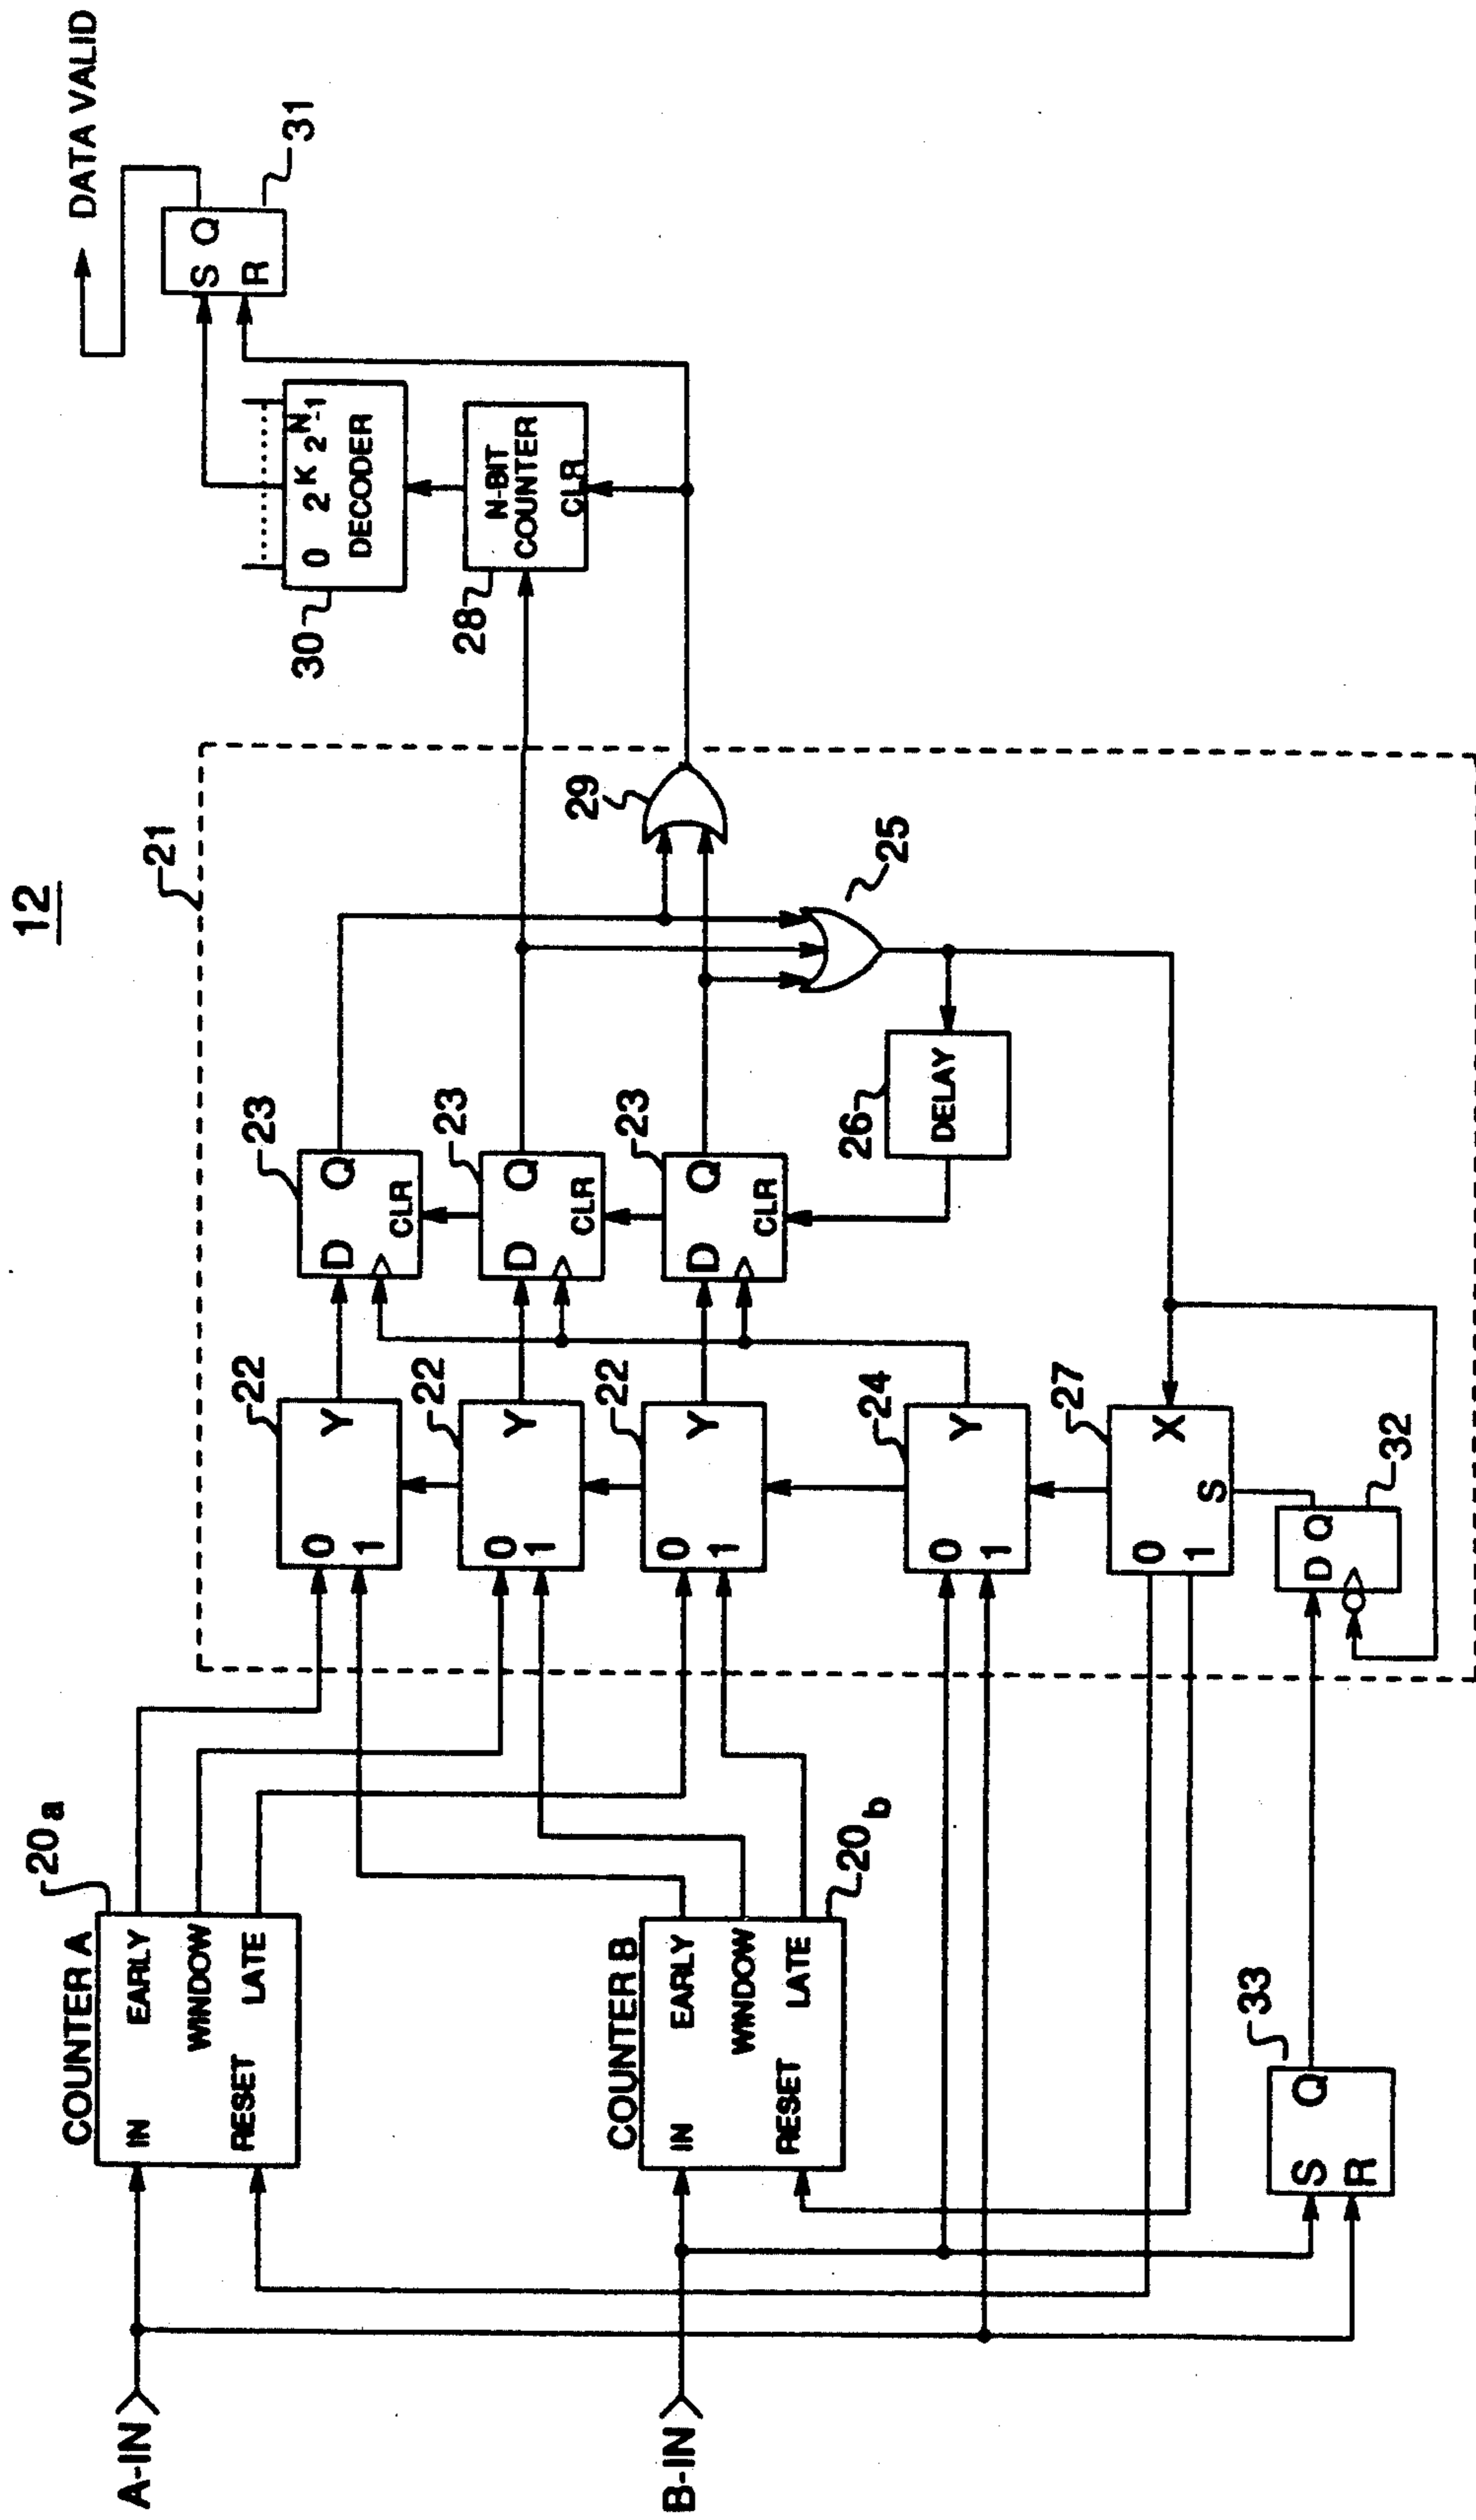 12
COUNTER A
20a
IN
EARLY
WINDOW
RESET
LATE
COUNTER B
20b
IN
EARLY
WINDOW
RESET
LATE
A-IN
B-IN
33
S Q
R
21
22
0 Y
1
22
0 Y
1
22
0 Y
1
24
0 Y
1
27
0 X
1 S
32
D Q
23
D Q
CLR
23
D Q
CLR
23
D Q
CLR
26
DELAY
25
29
28
N-BIT
COUNTER
CLR
30
0 2K 2N-1
DECODER
31
S Q
R
DATA VALID